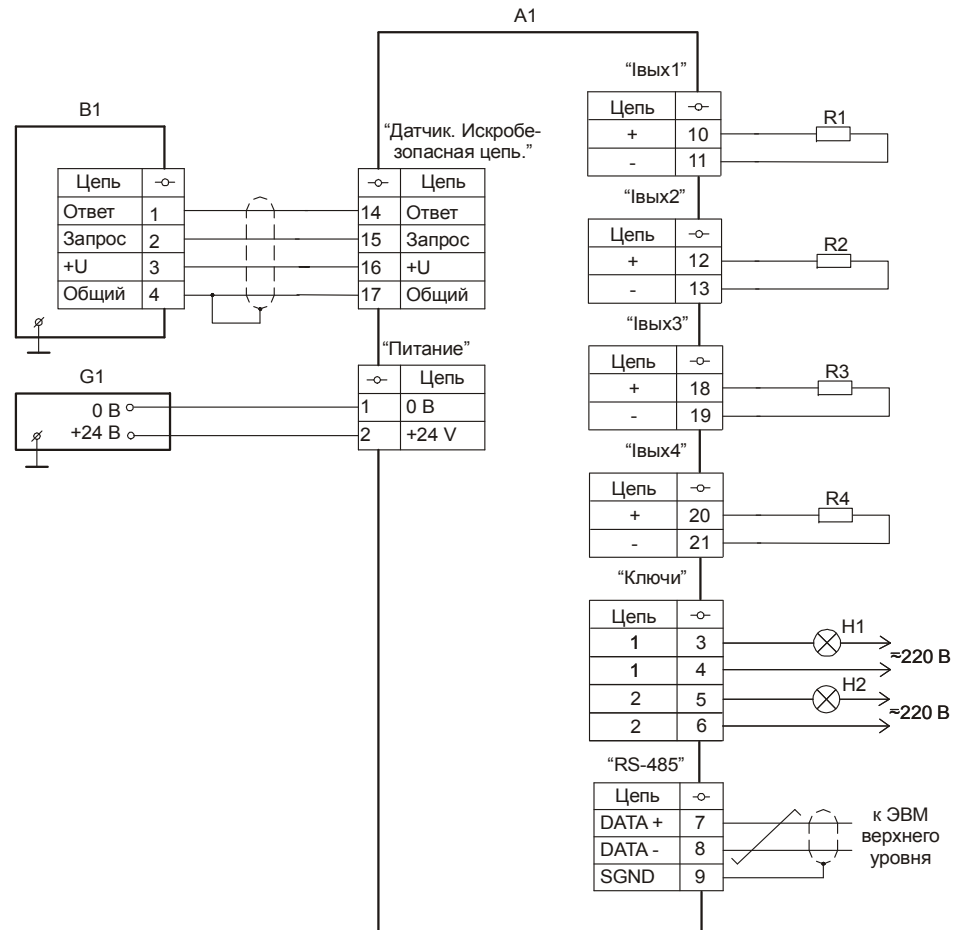 A1
B1
Цепь
Ответ 1
Запрос 2
+U 3
Общий 4
“Датчик. Искробе-
зопасная цепь.”
Цепь
14 Ответ
15 Запрос
16 +U
17 Общий
G1
0 В
+24 В
“Питание”
Цепь
1 0 В
2 +24 V
“Iвых1”
Цепь
+ 10
- 11
R1
“Iвых2”
Цепь
+ 12
- 13
R2
“Iвых3”
Цепь
+ 18
- 19
R3
“Iвых4”
Цепь
+ 20
- 21
R4
“Ключи”
Цепь
1 3
1 4
2 5
2 6
H1
≈220 В
H2
≈220 В
“RS-485”
Цепь
DATA + 7
DATA - 8
SGND 9
к ЭВМ
верхнего
уровня